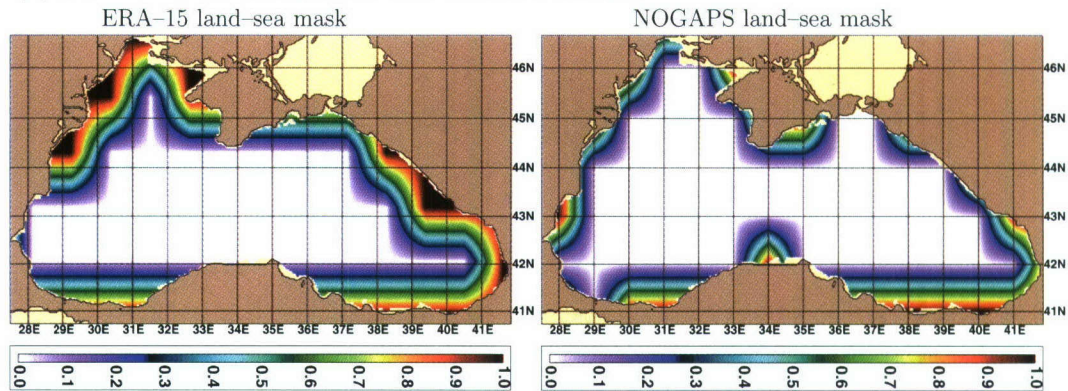 ERA–15 land–sea mask
NOGAPS land–sea mask
46N
45N
44N
43N
42N
41N
28E 29E 30E 31E 32E 33E 34E 35E 36E 37E 38E 39E 40E 41E
46N
45N
44N
43N
42N
41N
28E 29E 30E 31E 32E 33E 34E 35E 36E 37E 38E 39E 40E 41E
0.0 0.1 0.2 0.3 0.4 0.5 0.6 0.7 0.8 0.9 1.0
0.0 0.1 0.2 0.3 0.4 0.5 0.6 0.7 0.8 0.9 1.0